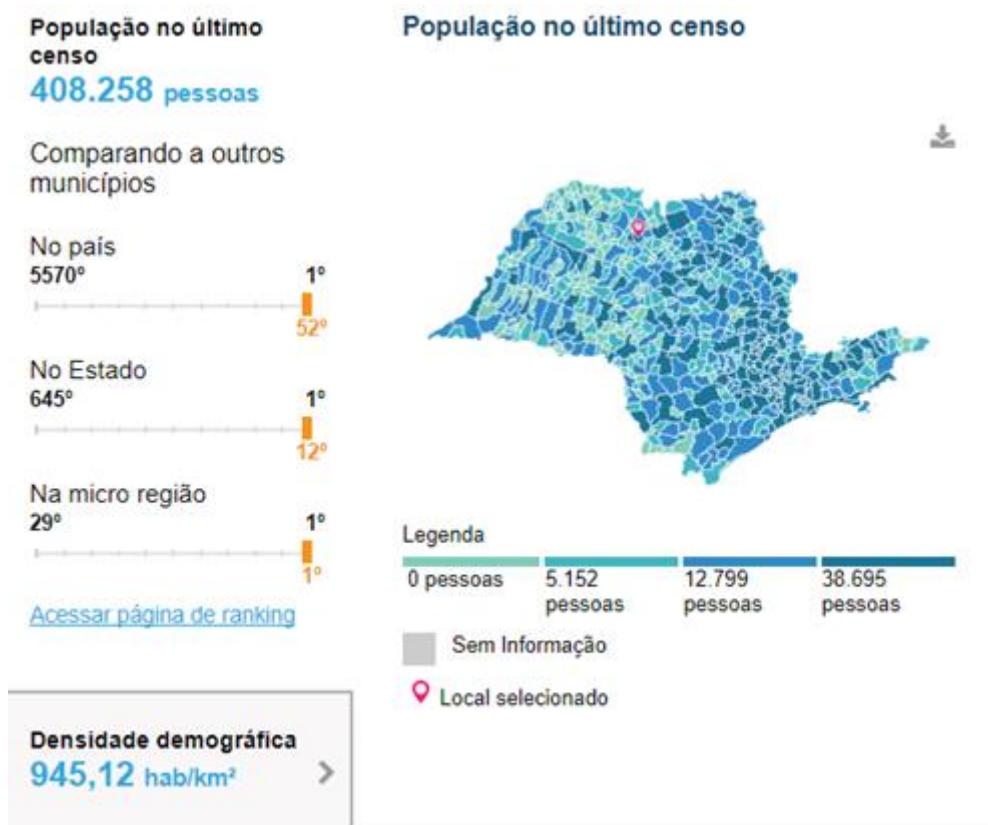 População no último
censo
408.258 pessoas
Comparando a outros
municípios
No país
5570º 1º
52º
No Estado
645º 1º
12º
Na micro região
29º 1º
1º
Acessar página de ranking
Densidade demográfica
945,12 hab/km²
População no último censo
Legenda
0 pessoas 5.152 12.799 38.695
pessoas pessoas pessoas
Sem Informação
Local selecionado